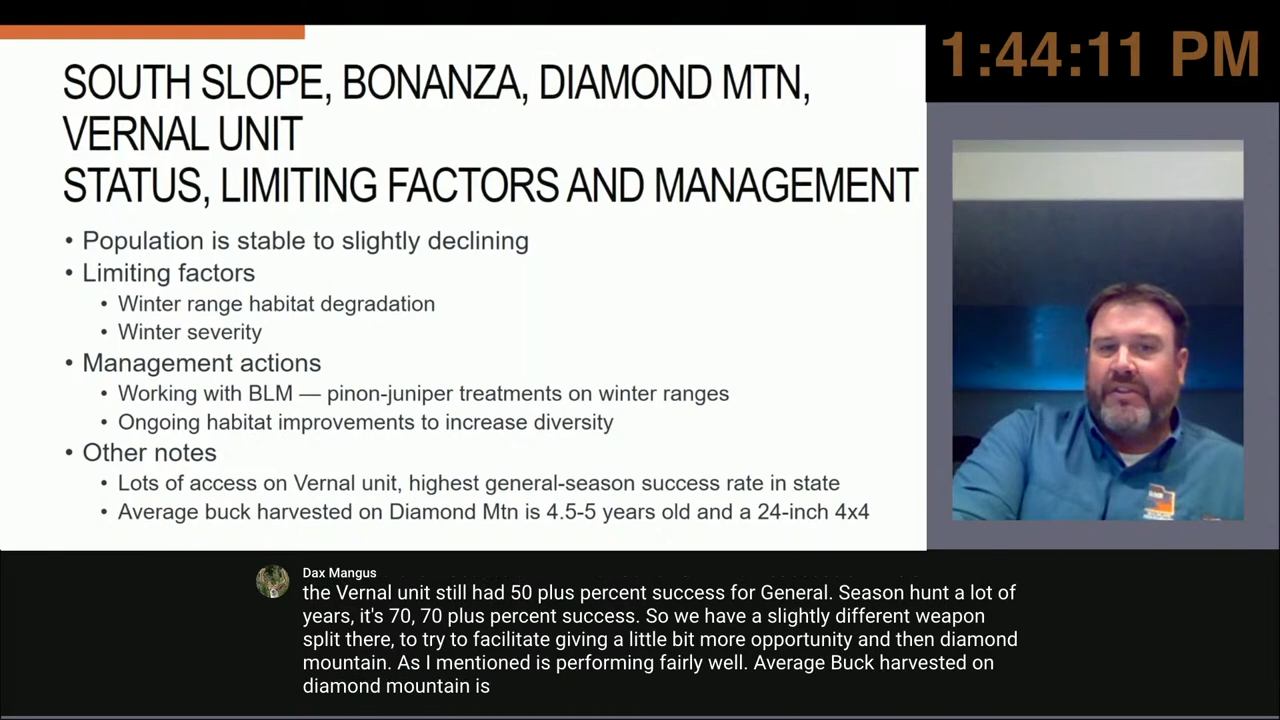 1:44:11 PM
SOUTH SLOPE, BONANZA, DIAMOND MTN,
VERNAL UNIT
STATUS, LIMITING FACTORS AND MANAGEMENT
• Population is stable to slightly declining
• Limiting factors
• Winter range habitat degradation
• Winter severity
• Management actions
• Working with BLM — pinon-juniper treatments on winter ranges
• Ongoing habitat improvements to increase diversity
• Other notes
• Lots of access on Vernal unit, highest general-season success rate in state
• Average buck harvested on Diamond Mtn is 4.5-5 years old and a 24-inch 4x4
Dax Mangus
the Vernal unit still had 50 plus percent success for General. Season hunt a lot of
years, it's 70, 70 plus percent success. So we have a slightly different weapon
split there, to try to facilitate giving a little bit more opportunity and then diamond
mountain. As I mentioned is performing fairly well. Average Buck harvested on
diamond mountain is